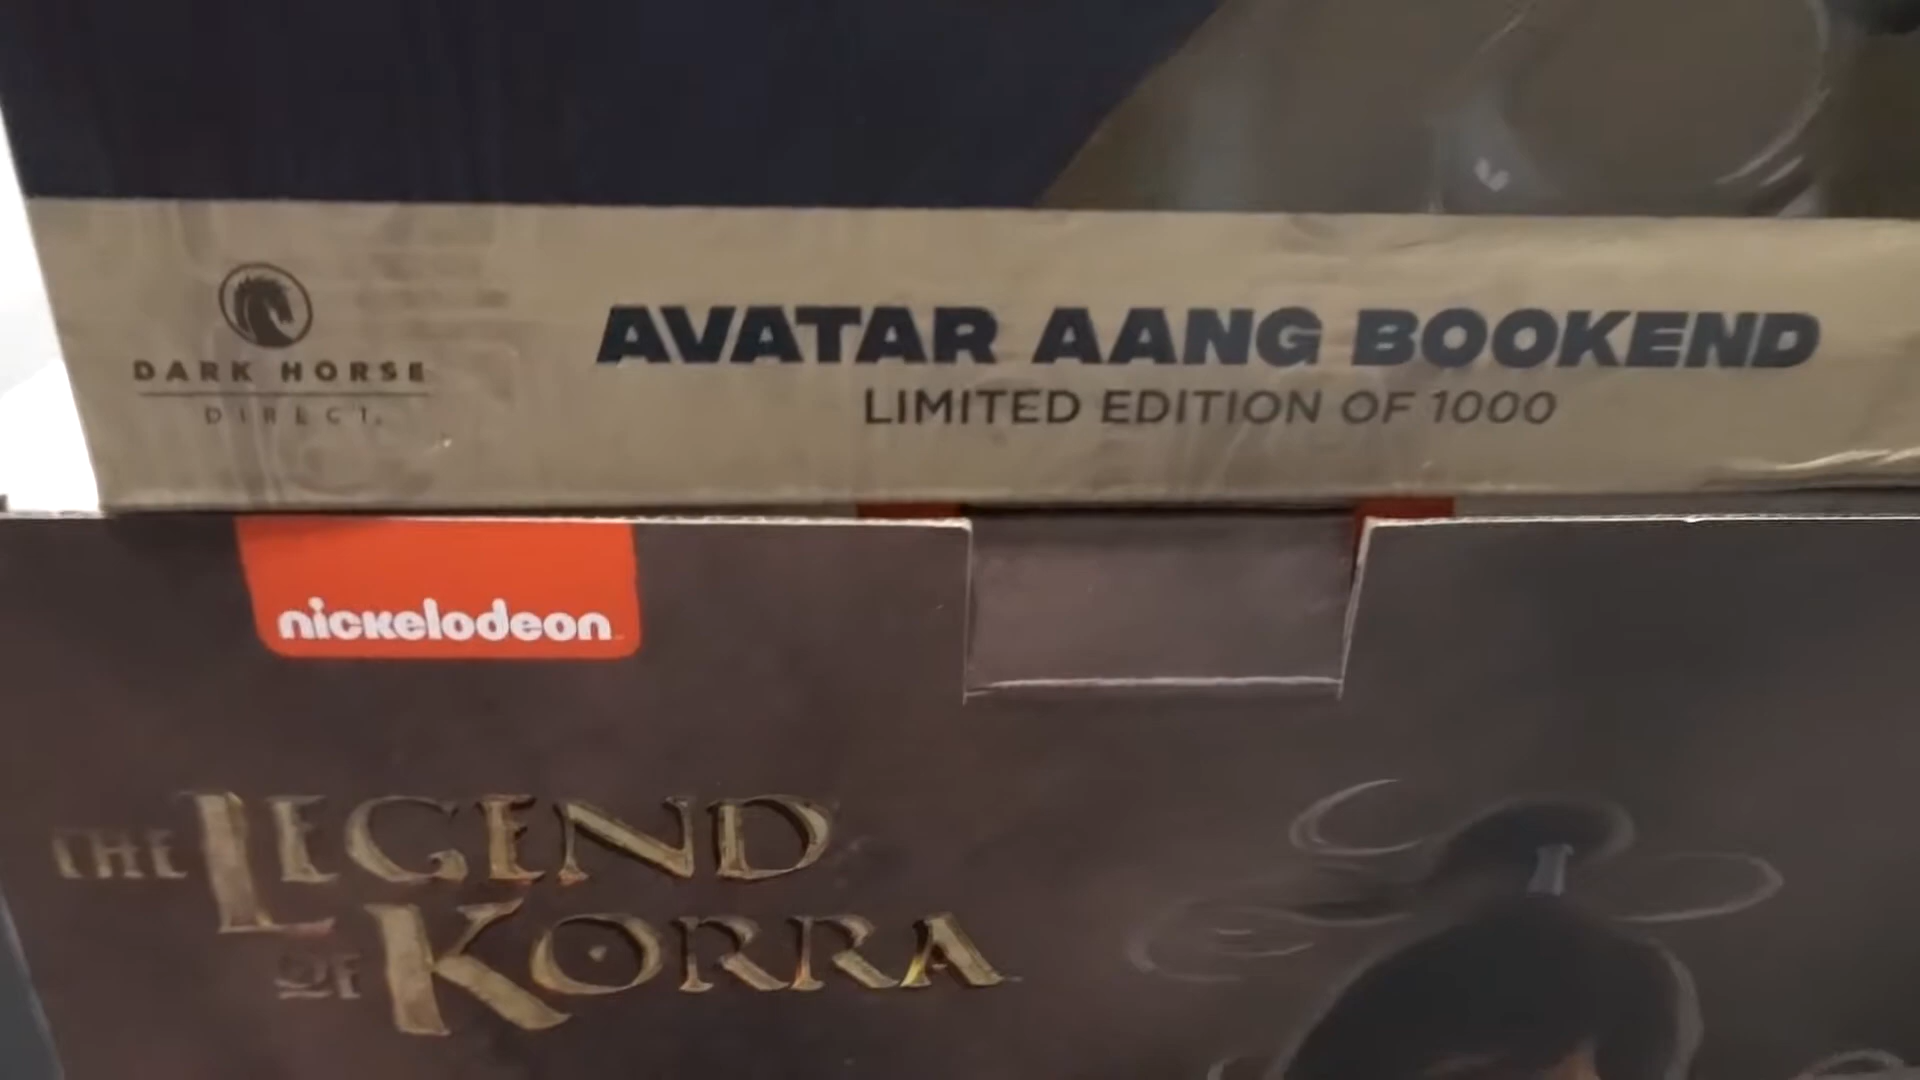 DARK HORSE
DIRECT.
AVATAR AANG BOOKEND
LIMITED EDITION OF 1000
nickelodeon
THE LEGEND
OF KORRA